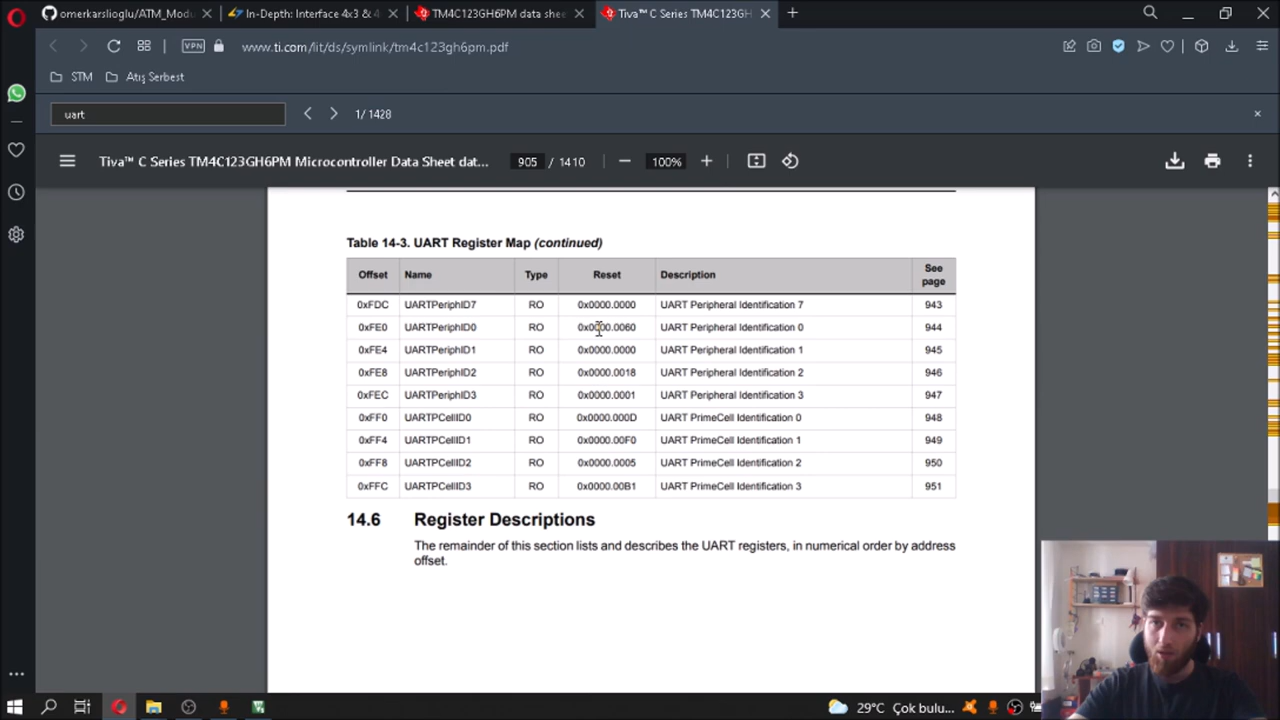 omerkarslioglu/ATM_Modu
In-Depth: Interface 4x3 & 4
TM4C123GH6PM data shee
Tiva™ C Series TM4C123GH
VPN
www.ti.com/lit/ds/symlink/tm4c123gh6pm.pdf
STM
Atış Serbest
uart
1/ 1428
Tiva™ C Series TM4C123GH6PM Microcontroller Data Sheet dat...
905 / 1410
100%
Table 14-3. UART Register Map (continued)
Offset Name Type Reset Description See page
0xFDC UARTPeriphID7 RO 0x0000.0000 UART Peripheral Identification 7 943
0xFE0 UARTPeriphID0 RO 0x0000.0060 UART Peripheral Identification 0 944
0xFE4 UARTPeriphID1 RO 0x0000.0000 UART Peripheral Identification 1 945
0xFE8 UARTPeriphID2 RO 0x0000.0018 UART Peripheral Identification 2 946
0xFEC UARTPeriphID3 RO 0x0000.0001 UART Peripheral Identification 3 947
0xFF0 UARTPCellID0 RO 0x0000.000D UART PrimeCell Identification 0 948
0xFF4 UARTPCellID1 RO 0x0000.00F0 UART PrimeCell Identification 1 949
0xFF8 UARTPCellID2 RO 0x0000.0005 UART PrimeCell Identification 2 950
0xFFC UARTPCellID3 RO 0x0000.00B1 UART PrimeCell Identification 3 951
14.6 Register Descriptions
The remainder of this section lists and describes the UART registers, in numerical order by address
offset.
29°C Çok bulu...